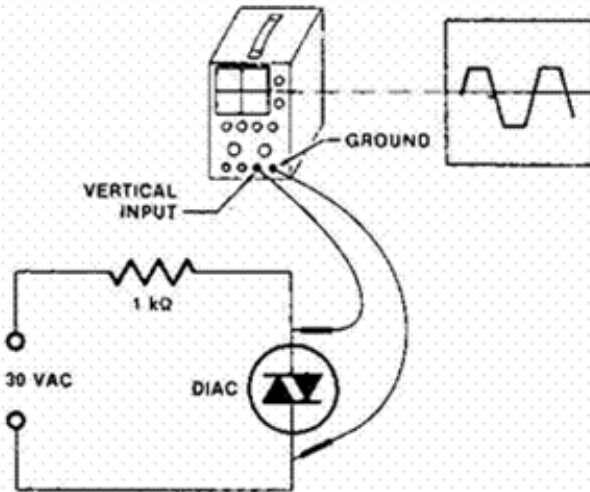 GROUND
VERTICAL
INPUT
1 kΩ
30 VAC
DIAC